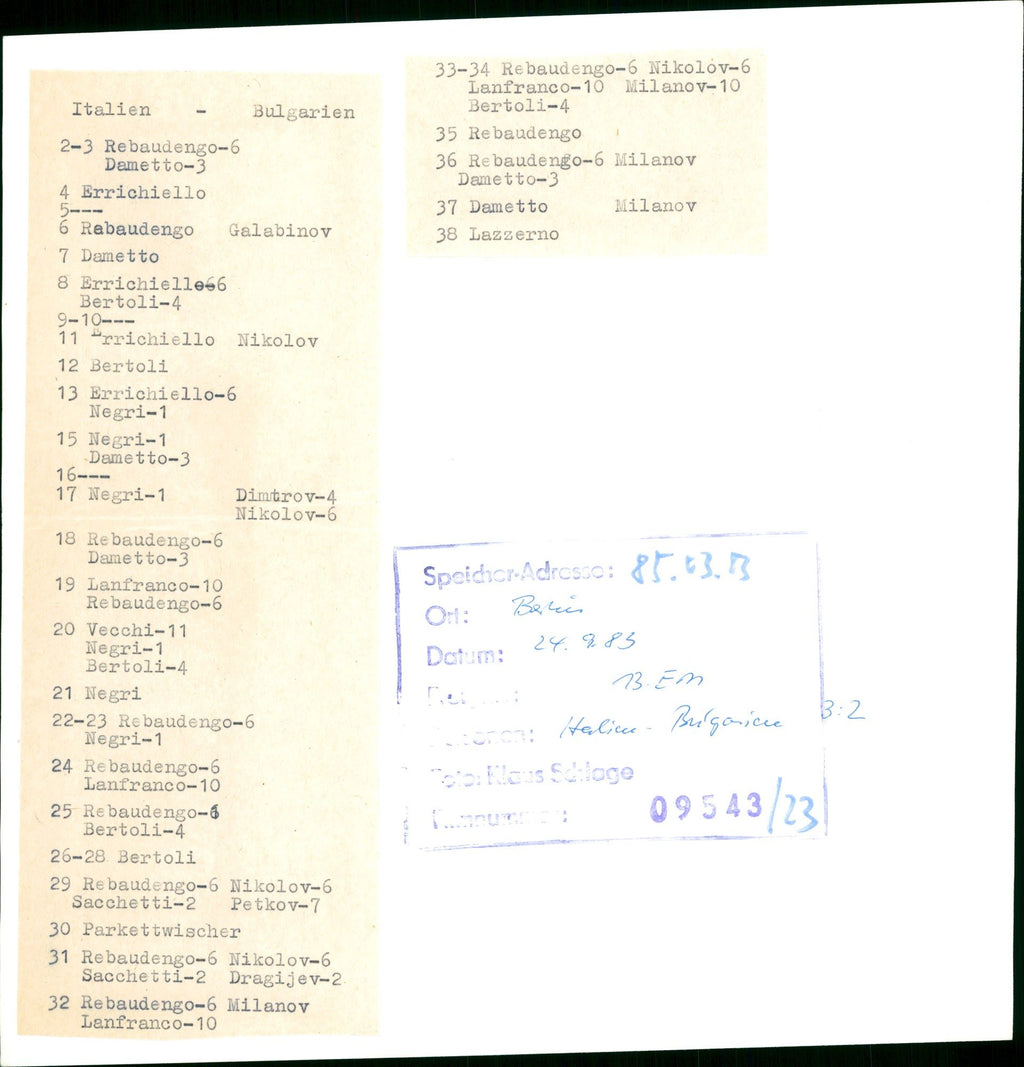 Italien - Bulgarien
2-3 Rebaudengo-6
Dametto-3
4 Errichiello
5---
6 Rabaudengo Galabinov
7 Dametto
8 Errichielloe66
Bertoli-4
9-10---
11 Errichiello Nikolov
12 Bertoli
13 Errichiello-6
Negri-1
15 Negri-1
Dametto-3
16---
17 Negri-1 Dimtrov-4
Nikolov-6
18 Rebaudengo-6
Dametto-3
19 Lanfranco-10
Rebaudengo-6
20 Vecchi-11
Negri-1
Bertoli-4
21 Negri
22-23 Rebaudengo-6
Negri-1
24 Rebaudengo-6
Lanfranco-10
25 Rebaudengo-6
Bertoli-4
26-28 Bertoli
29 Rebaudengo-6 Nikolov-6
Sacchetti-2 Petkov-7
30 Parkettwischer
31 Rebaudengo-6 Nikolov-6
Sacchetti-2 Dragijev-2
32 Rebaudengo-6 Milanov
Lanfranco-10
33-34 Rebaudengo-6 Nikolov-6
Lanfranco-10 Milanov-10
Bertoli-4
35 Rebaudengo
36 Rebaudengo-6 Milanov
Dametto-3
37 Dametto Milanov
38 Lazzerno
Speicher-Adresse: 85.03.13
Ort: Berlin
Datum: 24. 9. 83
13. EM
Italien - Bulgarien 3:2
Foto: Klaus Schlage
Filmnummer: 09543/23